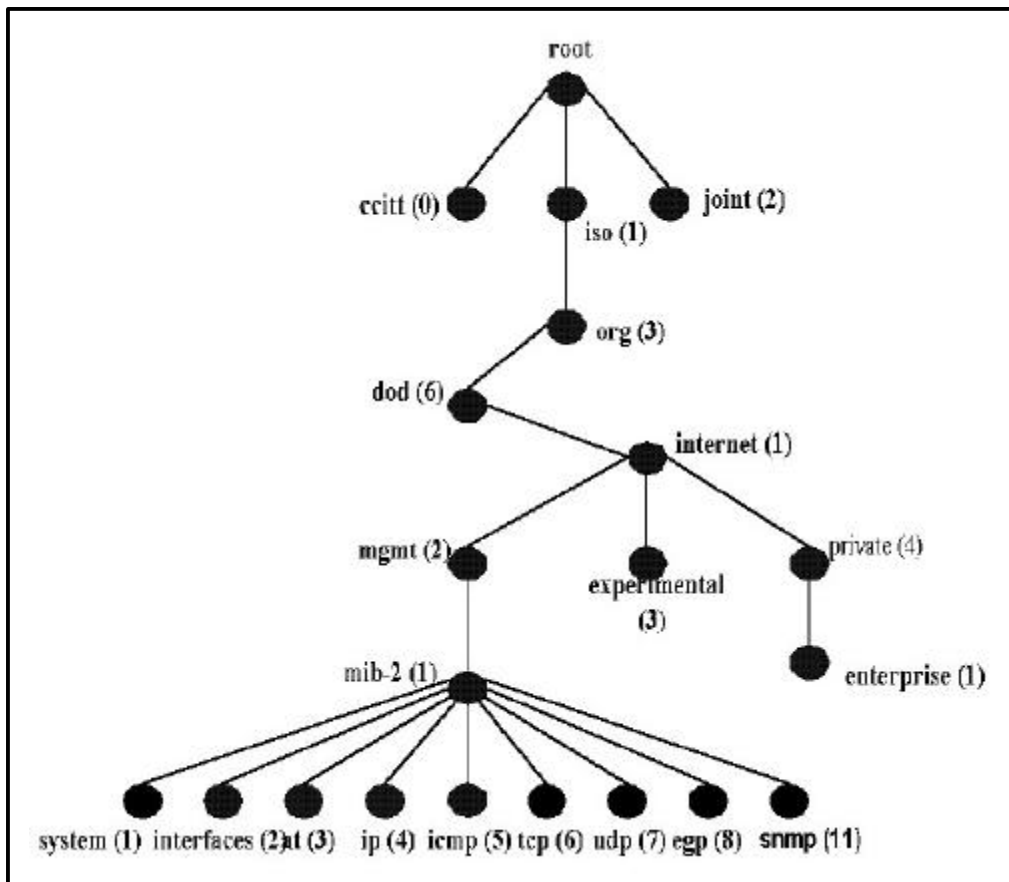 root
ccitt (0)
iso (1)
joint (2)
org (3)
dod (6)
internet (1)
mgmt (2)
experimental
(3)
private (4)
mib-2 (1)
enterprise (1)
system (1) interfaces (2) at (3) ip (4) icmp (5) tcp (6) udp (7) egp (8) snmp (11)